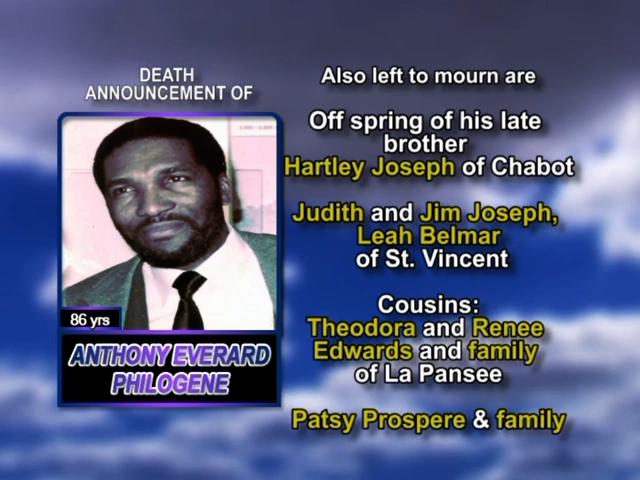 DEATH
ANNOUNCEMENT OF
86 yrs
ANTHONY EVERARD
PHILOGENE
Also left to mourn are
Off spring of his late
brother
Hartley Joseph of Chabot
Judith and Jim Joseph,
Leah Belmar
of St. Vincent
Cousins:
Theodora and Renee
Edwards and family
of La Pansee
Patsy Prospere & family